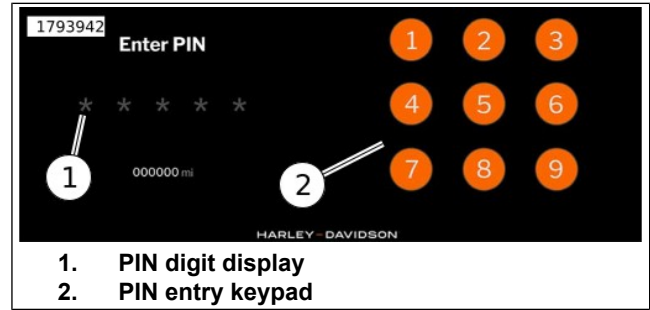 1793942
Enter PIN
1 2 3
* * * * *
4 5 6
1
000000 mi
2
7 8 9
HARLEY-DAVIDSON
1. PIN digit display
2. PIN entry keypad